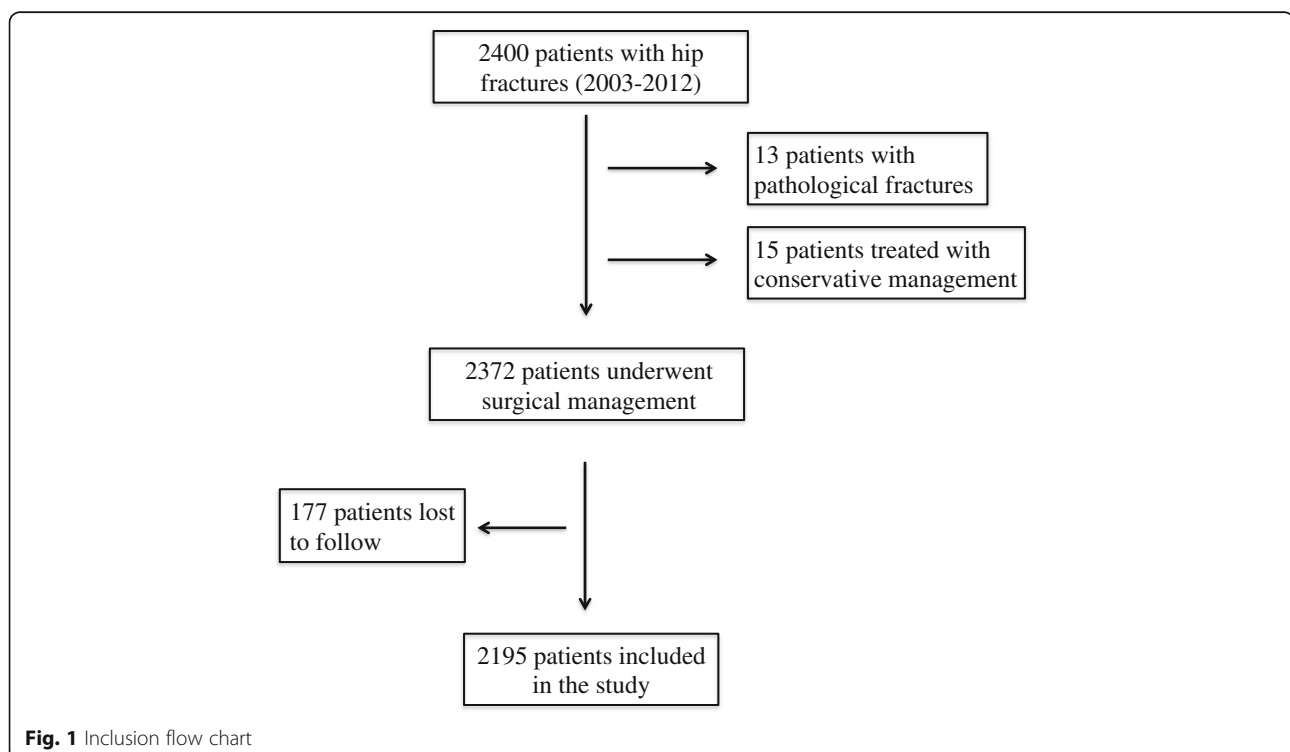 2400 patients with hip
fractures (2003-2012)
13 patients with
pathological fractures
15 patients treated with
conservative management
2372 patients underwent
surgical management
177 patients lost
to follow
2195 patients included
in the study
Fig. 1 Inclusion flow chart